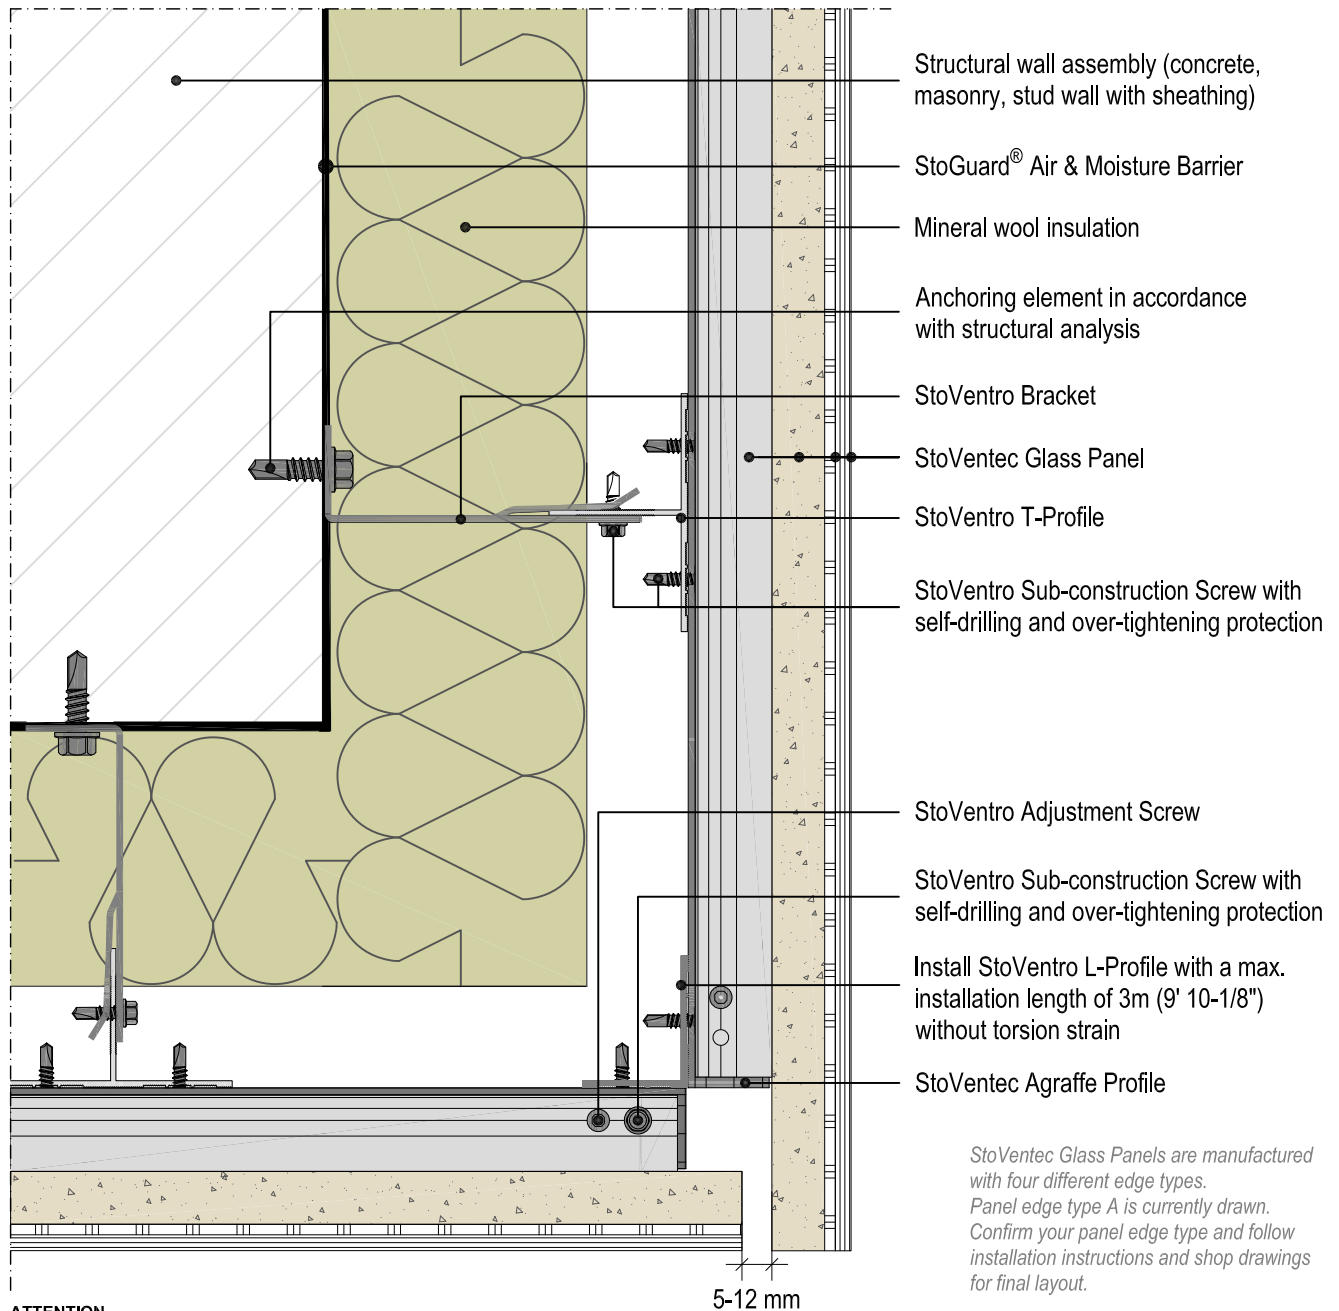 Structural wall assembly (concrete,
masonry, stud wall with sheathing)
StoGuard® Air & Moisture Barrier
Mineral wool insulation
Anchoring element in accordance
with structural analysis
StoVentro Bracket
StoVentec Glass Panel
StoVentro T-Profile
StoVentro Sub-construction Screw with
self-drilling and over-tightening protection
StoVentro Adjustment Screw
StoVentro Sub-construction Screw with
self-drilling and over-tightening protection
Install StoVentro L-Profile with a max.
installation length of 3m (9' 10-1/8")
without torsion strain
StoVentec Agraffe Profile
StoVentec Glass Panels are manufactured
with four different edge types.
Panel edge type A is currently drawn.
Confirm your panel edge type and follow
installation instructions and shop drawings
for final layout.
5-12 mm
ATTENTION